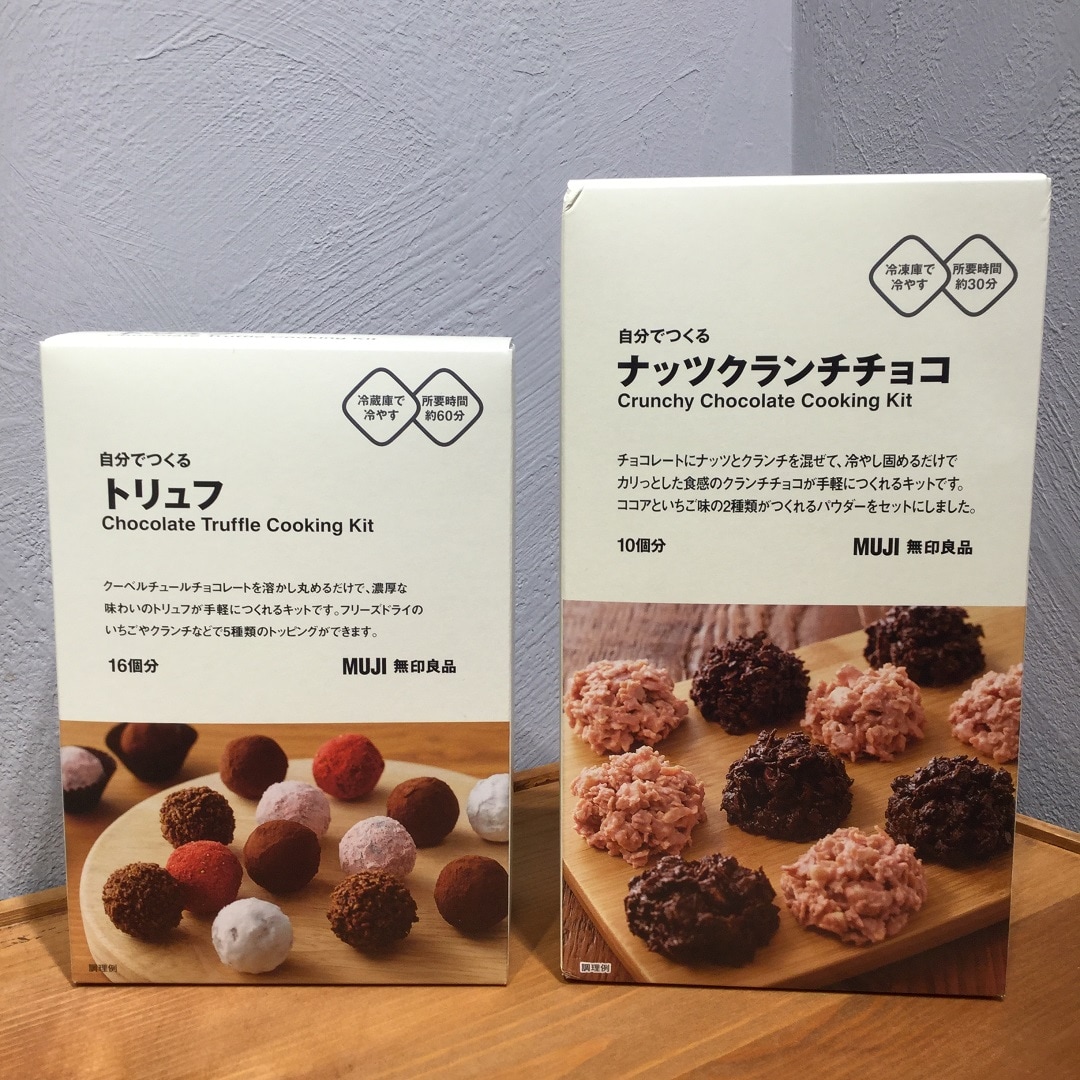 Chocolate Truffle Cooking Kit
冷蔵庫で
冷やす
所要時間
約60分
自分でつくる
トリュフ
Chocolate Truffle Cooking Kit
クーベルチュールチョコレートを溶かし丸めるだけで、濃厚な
味わいのトリュフが手軽につくれるキットです。フリーズドライの
いちごやクランチなどで5種類のトッピングができます。
16個分
MUJI 無印良品
調理例
冷凍庫で
冷やす
所要時間
約30分
自分でつくる
ナッツクランチチョコ
Crunchy Chocolate Cooking Kit
チョコレートにナッツとクランチを混ぜて、冷やし固めるだけで
カリっとした食感のクランチチョコが手軽につくれるキットです。
ココアといちご味の2種類がつくれるパウダーをセットにしました。
10個分
MUJI 無印良品
調理例